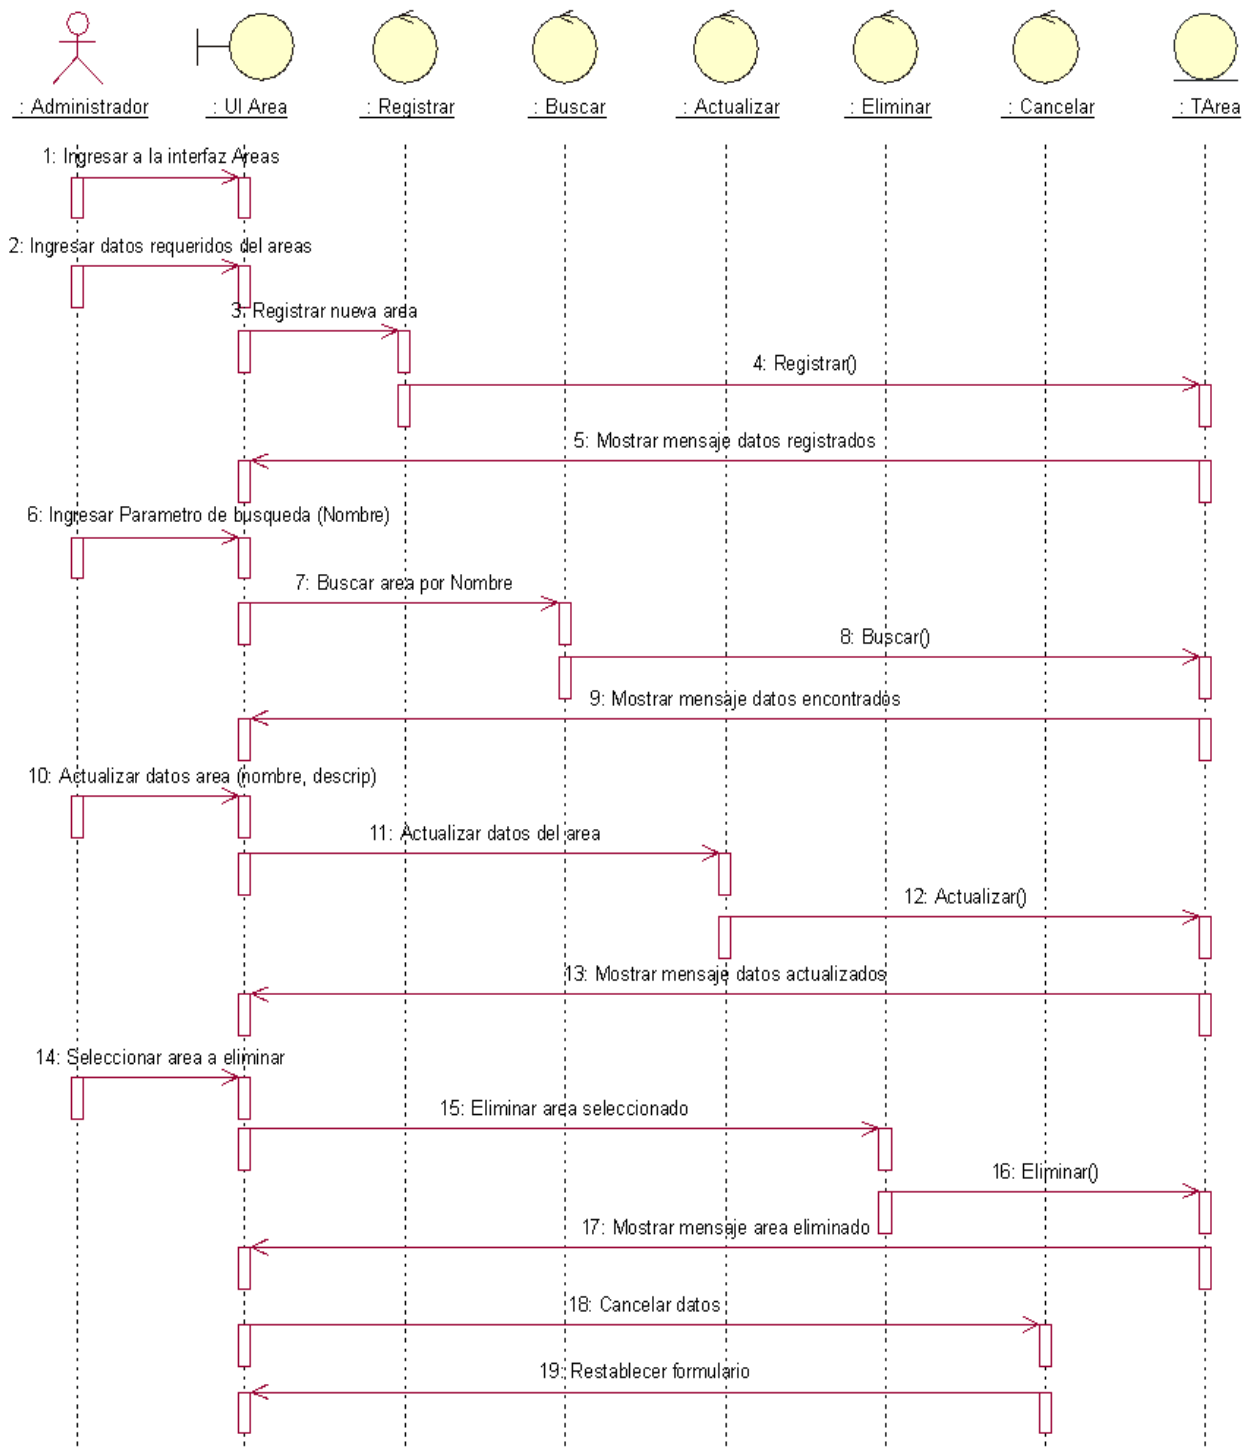 : Administrador
: UI Area
: Registrar
: Buscar
: Actualizar
: Eliminar
: Cancelar
: TArea
1: Ingresar a la interfaz Areas
2: Ingresar datos requeridos del areas
3: Registrar nueva area
4: Registrar()
5: Mostrar mensaje datos registrados
6: Ingresar Parametro de busqueda (Nombre)
7: Buscar area por Nombre
8: Buscar()
9: Mostrar mensaje datos encontrados
10: Actualizar datos area (nombre, descrip)
11: Actualizar datos del area
12: Actualizar()
13: Mostrar mensaje datos actualizados
14: Seleccionar area a eliminar
15: Eliminar area seleccionado
16: Eliminar()
17: Mostrar mensaje area eliminado
18: Cancelar datos
19: Restablecer formulario